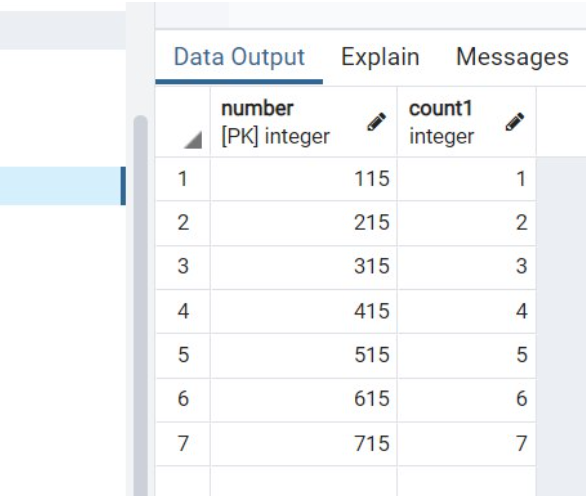 Data Output Explain Messages
number count1
[PK] integer integer
1 115 1
2 215 2
3 315 3
4 415 4
5 515 5
6 615 6
7 715 7